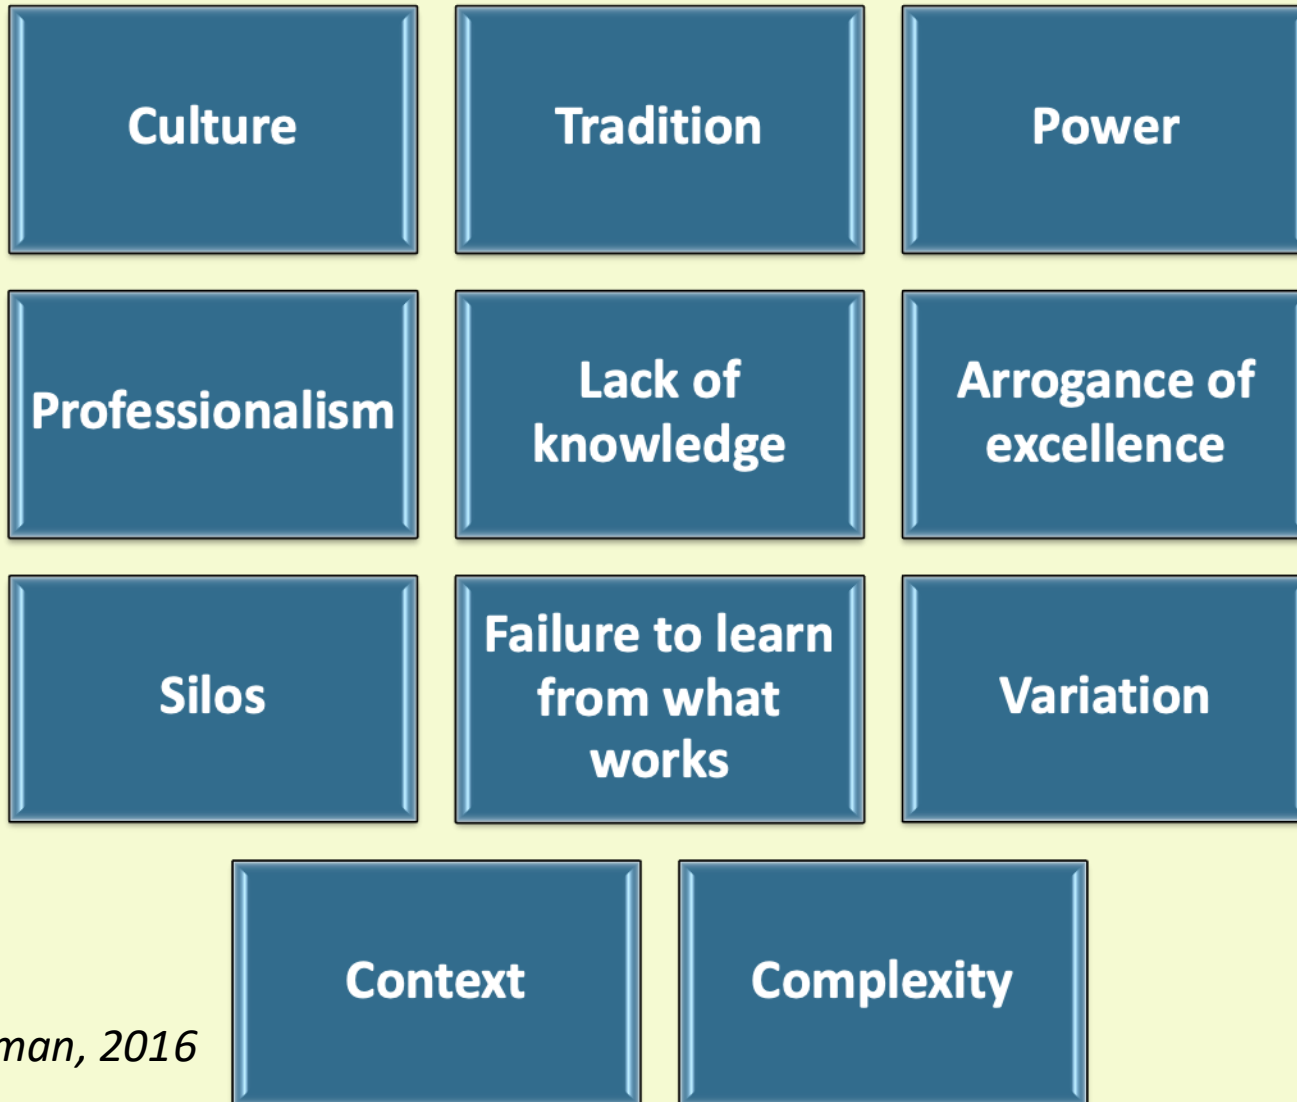 Culture
Tradition
Power
Professionalism
Lack of
knowledge
Arrogance of
excellence
Silos
Failure to learn
from what
works
Variation
Context
Complexity
man, 2016